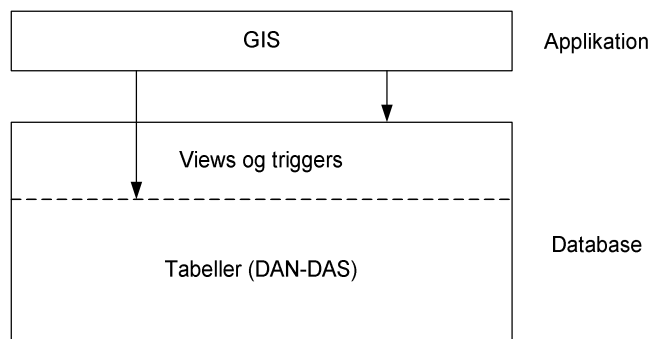 GIS
Applikation
Views og triggers
Database
Tabeller (DAN-DAS)